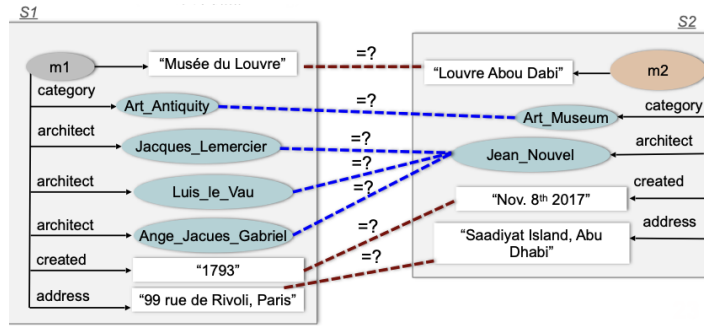 S1
S2
m1
"Musée du Louvre"
=?
"Louvre Abou Dabi"
m2
category
Art_Antiquity
=?
Art_Museum
category
architect
Jacques_Lemercier
=?
Jean_Nouvel
architect
architect
Luis_le_Vau
=?
architect
Ange_Jacues_Gabriel
=?
"Nov. 8th 2017"
created
created
"1793"
=?
"Saadiyat Island, Abu
Dhabi"
address
address
"99 rue de Rivoli, Paris"
=?